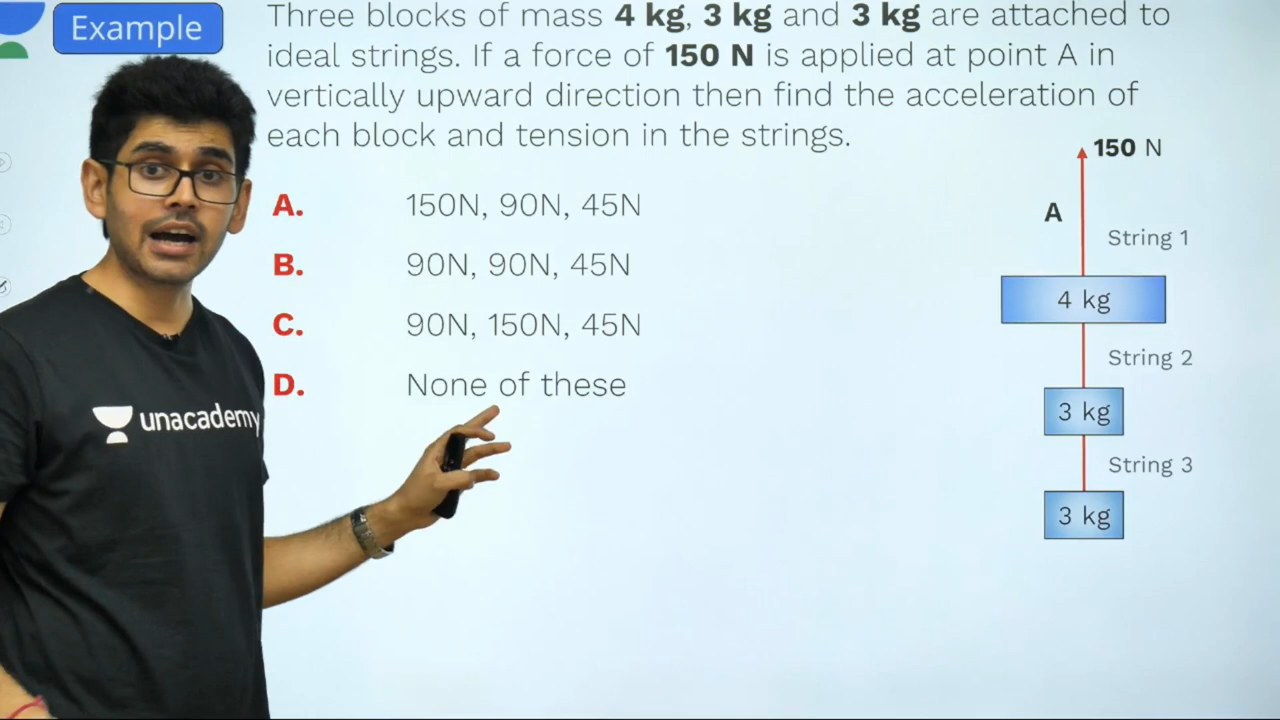 Example
Three blocks of mass 4 kg, 3 kg and 3 kg are attached to
ideal strings. If a force of 150 N is applied at point A in
vertically upward direction then find the acceleration of
each block and tension in the strings.
A. 150N, 90N, 45N
B. 90N, 90N, 45N
C. 90N, 150N, 45N
D. None of these
150 N
A
String 1
4 kg
String 2
3 kg
String 3
3 kg
unacademy